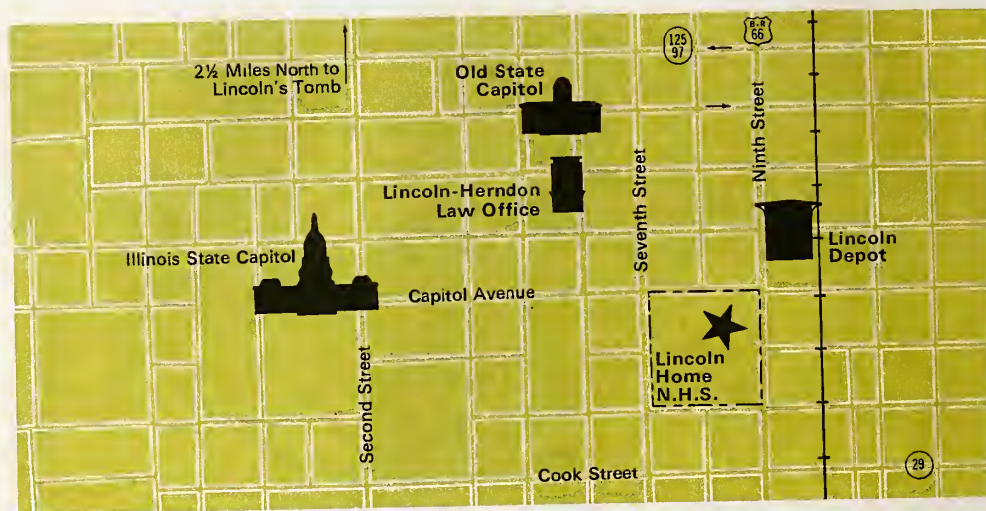 2½ Miles North to
Lincoln's Tomb
Old State
Capitol
125
97
B-R
66
Ninth Street
Seventh Street
Lincoln-Herndon
Law Office
Illinois State Capitol
Capitol Avenue
Lincoln
Depot
Lincoln
Home
N.H.S.
Second Street
Cook Street
29